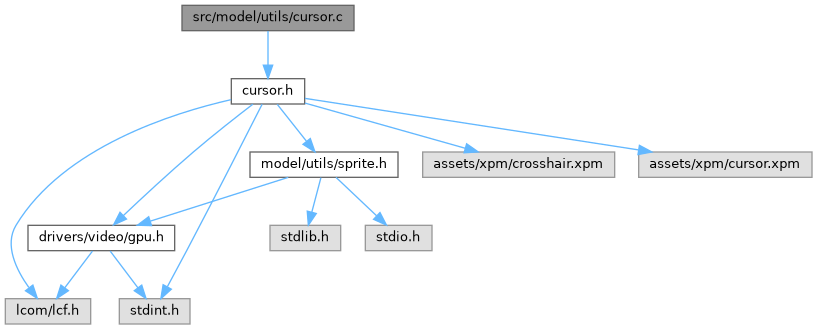 src/model/utils/cursor.c
cursor.h
model/utils/sprite.h
assets/xpm/crosshair.xpm
assets/xpm/cursor.xpm
drivers/video/gpu.h
stdlib.h
stdio.h
lcom/lcf.h
stdint.h